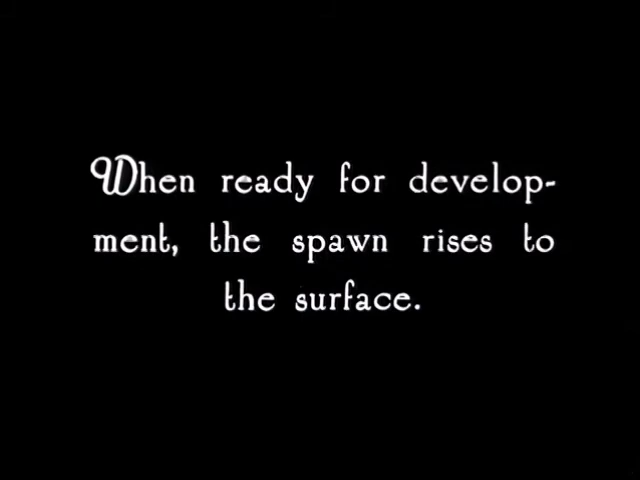 When ready for develop-
ment, the spawn rises to
the surface.